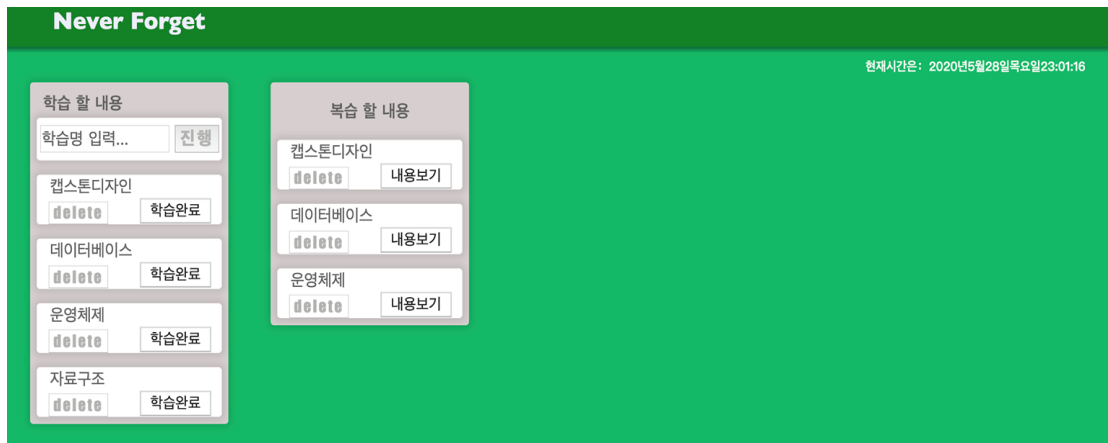 Never Forget
현재시간은: 2020년5월28일목요일23:01:16
학습 할 내용
학습명 입력... 진행
캡스톤디자인
delete 학습완료
데이터베이스
delete 학습완료
운영체제
delete 학습완료
자료구조
delete 학습완료
복습 할 내용
캡스톤디자인
delete 내용보기
데이터베이스
delete 내용보기
운영체제
delete 내용보기